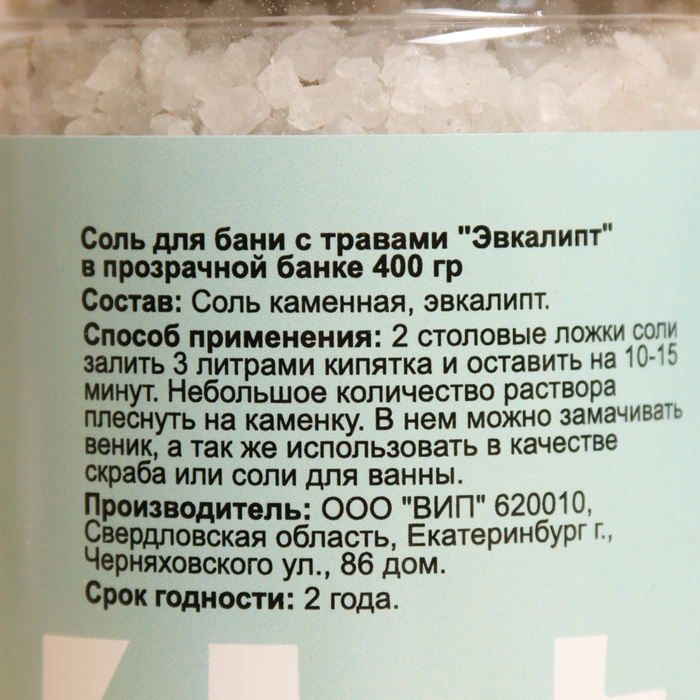 Соль для бани с травами "Эвкалипт"
в прозрачной банке 400 гр
Состав: Соль каменная, эвкалипт.
Способ применения: 2 столовые ложки соли
залить 3 литрами кипятка и оставить на 10-15
минут. Небольшое количество раствора
плеснуть на каменку. В нем можно замачивать
веник, а так же использовать в качестве
скраба или соли для ванны.
Производитель: ООО "ВИП" 620010,
Свердловская область, Екатеринбург г.,
Черняховского ул., 86 дом.
Срок годности: 2 года.